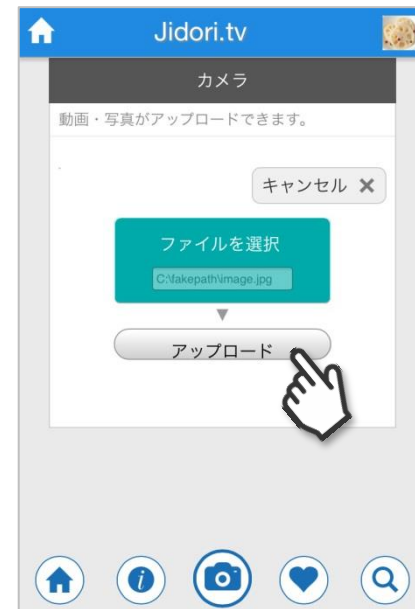 Jidori.tv
カメラ
動画・写真がアップロードできます。
キャンセル ×
ファイルを選択
C:\fakepath\image.jpg
アップロード
i